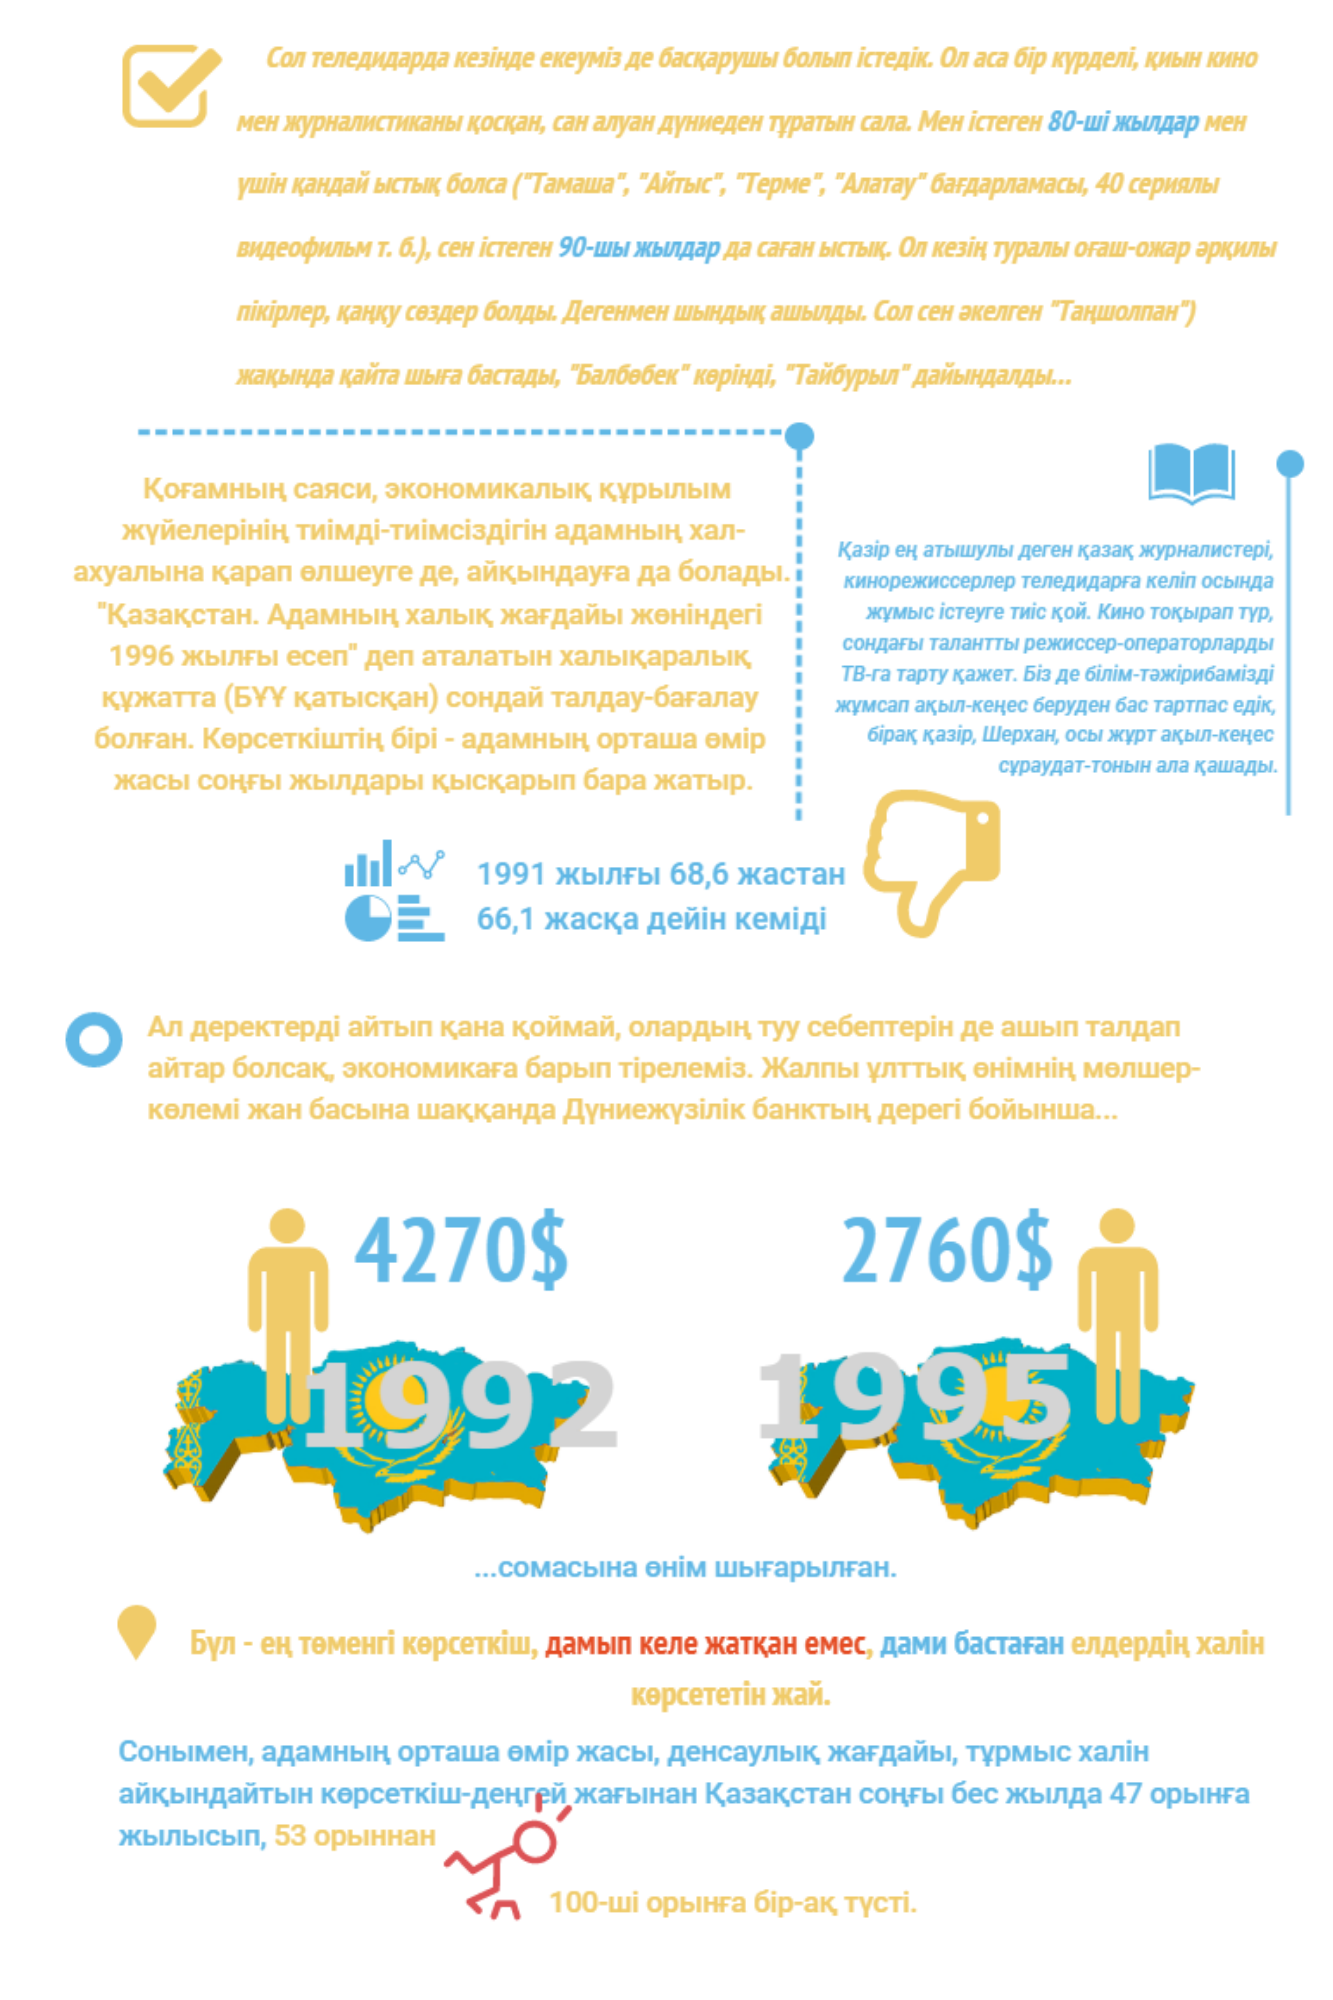 Сол теледидарда кезінде екеуміз де басқарушы болып істедік. Ол аса бір күрделі, қиын кино
мен журналистиканы қосқан, сан алуан дүниеден тұратын сала. Мен істеген 80-ші жылдар мен
үшін қандай ыстық болса ("Тамаша", "Айтыс", "Терме", "Алатау" бағдарламасы, 40 сериялы
видеофильм т. б.), сен істеген 90-шы жылдар да саған ыстық. Ол кезің туралы оғаш-ожар әрқилы
пікірлер, қаңқу сөздер болды. Дегенмен шындық ашылды. Сол сен әкелген "Таңшолпан")
жақында қайта шыға бастады, "Балбөбек" көрінді, "Тайбурыл" дайындалды...
Қоғамның саяси, экономикалық құрылым
жүйелерінің тиімді-тиімсіздігін адамның хал-
ахуалына қарап өлшеуге де, айқындауға да болады.
"Қазақстан. Адамның халық жағдайы жөніндегі
1996 жылғы есеп" деп аталатын халықаралық
құжатта (БҰҰ қатысқан) сондай талдау-бағалау
болған. Көрсеткіштің бірі - адамның орташа өмір
жасы соңғы жылдары қысқарып бара жатыр.
Қазір ең атышулы деген қазақ журналистері,
кинорежиссерлер теледидарға келіп осында
жұмыс істеуге тиіс қой. Кино тоқырап тұр,
сондағы талантты режиссер-операторларды
ТВ-га тарту қажет. Біз де білім-тәжірибамізді
жұмсап ақыл-кеңес беруден бас тартпас едік,
бірақ қазір, Шерхан, осы жұрт ақыл-кеңес
сұраудат-тонын ала қашады.
1991 жылғы 68,6 жастан
66,1 жасқа дейін кеміді
Ал деректерді айтып қана қоймай, олардың туу себептерін де ашып талдап
айтар болсақ, экономикаға барып тірелеміз. Жалпы ұлттық өнімнің мөлшер-
көлемі жан басына шаққанда Дүниежүзілік банктың дерегі бойынша...
4270$
2760$
1992
1995
...сомасына өнім шығарылған.
Бұл - ең төменгі көрсеткіш, дамып келе жатқан емес, дами бастаған елдердің халін
көрсететін жай.
Сонымен, адамның орташа өмір жасы, денсаулық жағдайы, тұрмыс халін
айқындайтын көрсеткіш-деңгей жағынан Қазақстан соңғы бес жылда 47 орынға
жылысып, 53 орыннан
100-ші орынға бір-ақ түсті.